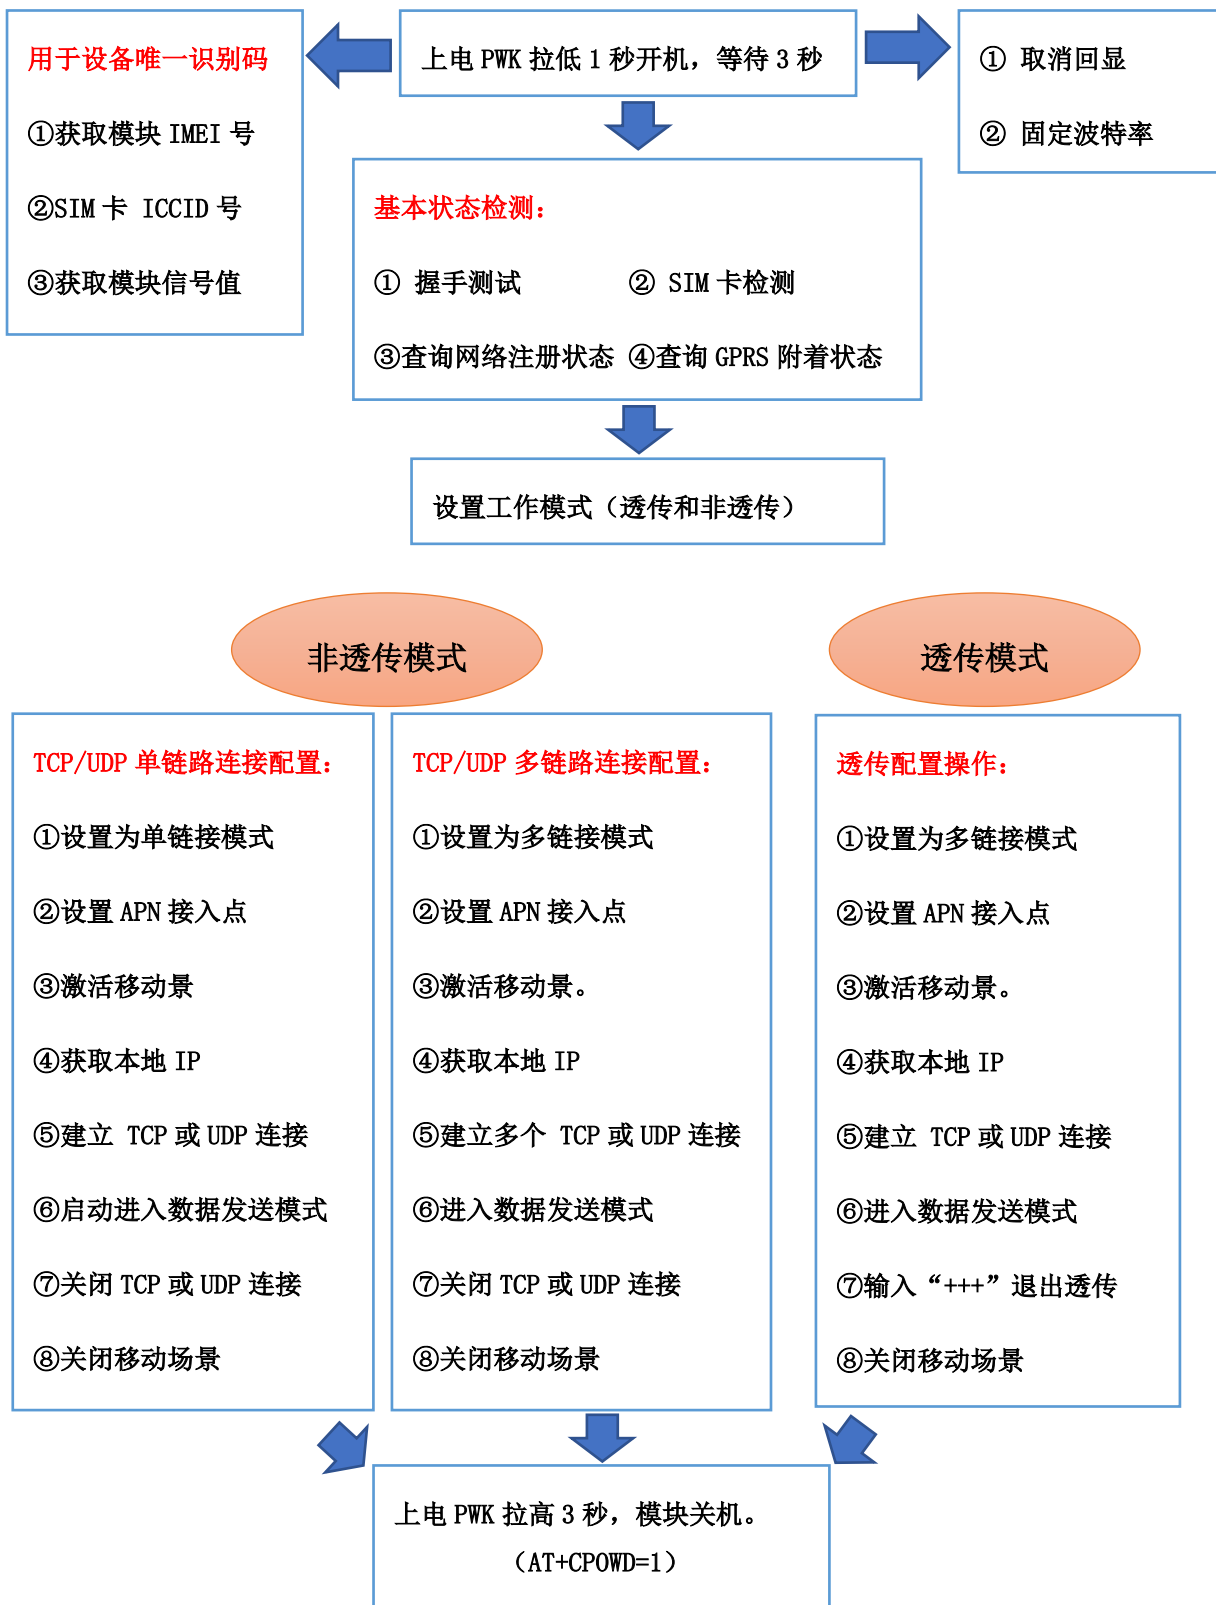 用于设备唯一识别码
①获取模块 IMEI 号
②SIM 卡 ICCID 号
③获取模块信号值
上电 PWK 拉低 1 秒开机，等待 3 秒
① 取消回显
② 固定波特率
基本状态检测：
① 握手测试 ② SIM 卡检测
③查询网络注册状态 ④查询 GPRS 附着状态
设置工作模式（透传和非透传）
非透传模式
TCP/UDP 单链路连接配置：
①设置为单链接模式
②设置 APN 接入点
③激活移动景
④获取本地 IP
⑤建立 TCP 或 UDP 连接
⑥启动进入数据发送模式
⑦关闭 TCP 或 UDP 连接
⑧关闭移动场景
TCP/UDP 多链路连接配置：
①设置为多链接模式
②设置 APN 接入点
③激活移动景。
④获取本地 IP
⑤建立多个 TCP 或 UDP 连接
⑥进入数据发送模式
⑦关闭 TCP 或 UDP 连接
⑧关闭移动场景
透传模式
透传配置操作：
①设置为多链接模式
②设置 APN 接入点
③激活移动景。
④获取本地 IP
⑤建立 TCP 或 UDP 连接
⑥进入数据发送模式
⑦输入“+++”退出透传
⑧关闭移动场景
上电 PWK 拉高 3 秒，模块关机。
（AT+CPOWD=1）